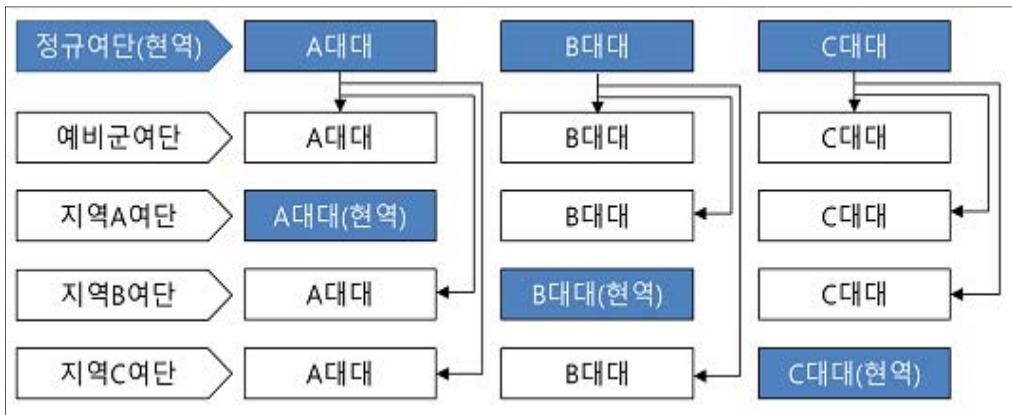 정규여단(현역) A대대 B대대 C대대
예비군여단 A대대 B대대 C대대
지역A여단 A대대(현역) B대대 C대대
지역B여단 A대대 B대대(현역) C대대
지역C여단 A대대 B대대 C대대(현역)